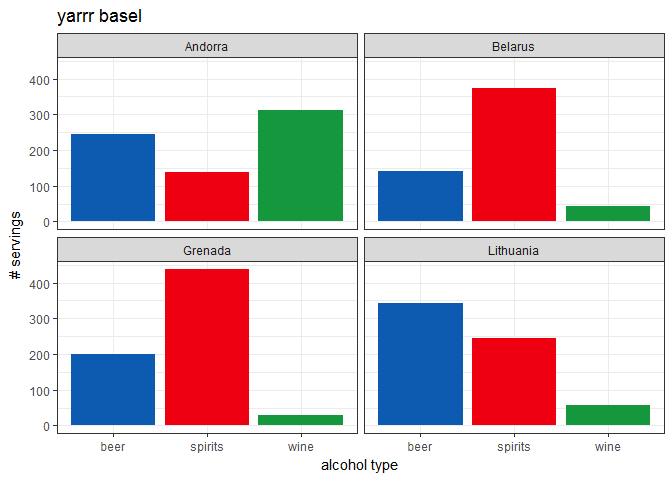 yarrr basel
Andorra
Belarus
400
300
200
100
0
Grenada
Lithuania
400
300
200
100
0
# servings
beer spirits wine
beer spirits wine
alcohol type